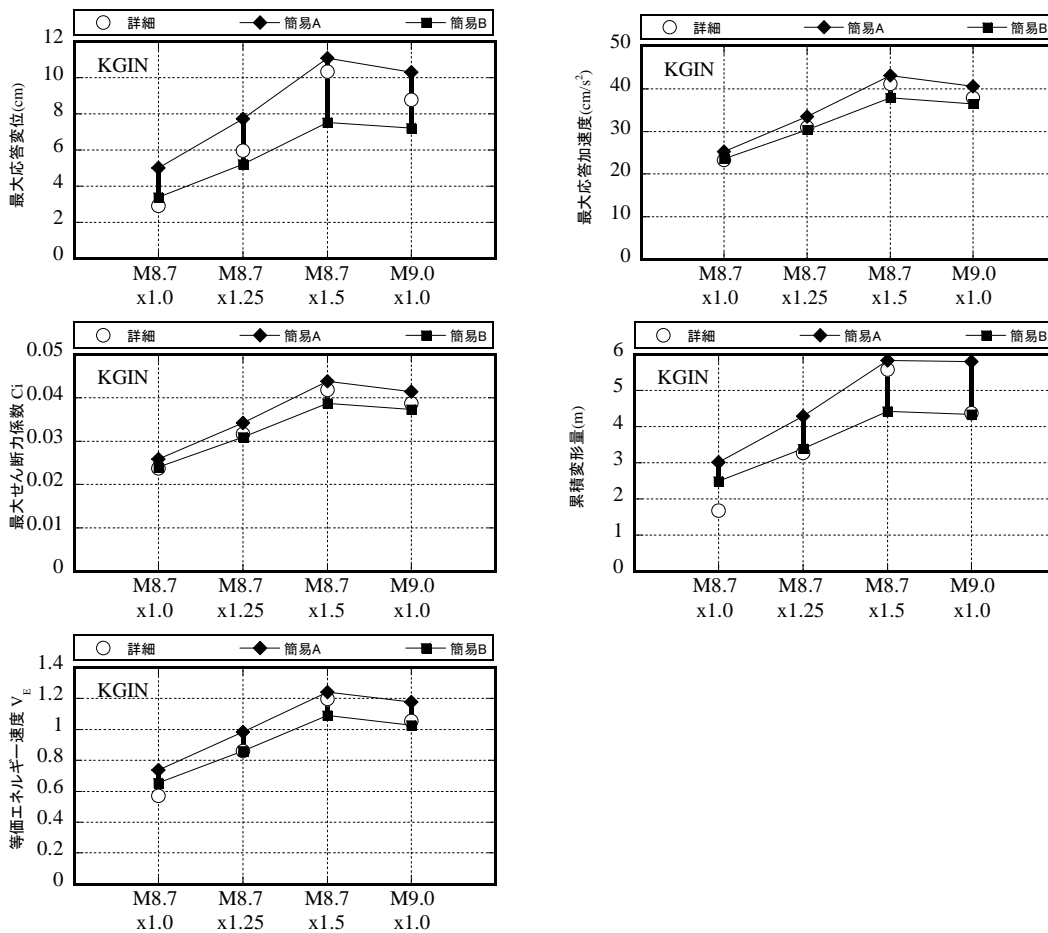 詳細 簡易A 簡易B
KGIN
最大応答変位(cm)
12
10
8
6
4
2
0
M8.7 M8.7 M8.7 M9.0
x1.0 x1.25 x1.5 x1.0
詳細 簡易A 簡易B
KGIN
最大応答加速度(cm/s²)
50
40
30
20
10
0
M8.7 M8.7 M8.7 M9.0
x1.0 x1.25 x1.5 x1.0
詳細 簡易A 簡易B
KGIN
最大せん断力係数 Ci
0.05
0.04
0.03
0.02
0.01
0
M8.7 M8.7 M8.7 M9.0
x1.0 x1.25 x1.5 x1.0
詳細 簡易A 簡易B
KGIN
累積変形量(m)
6
5
4
3
2
1
0
M8.7 M8.7 M8.7 M9.0
x1.0 x1.25 x1.5 x1.0
詳細 簡易A 簡易B
KGIN
等価エネルギー速度 V_E
1.4
1.2
1
0.8
0.6
0.4
0.2
0
M8.7 M8.7 M8.7 M9.0
x1.0 x1.25 x1.5 x1.0